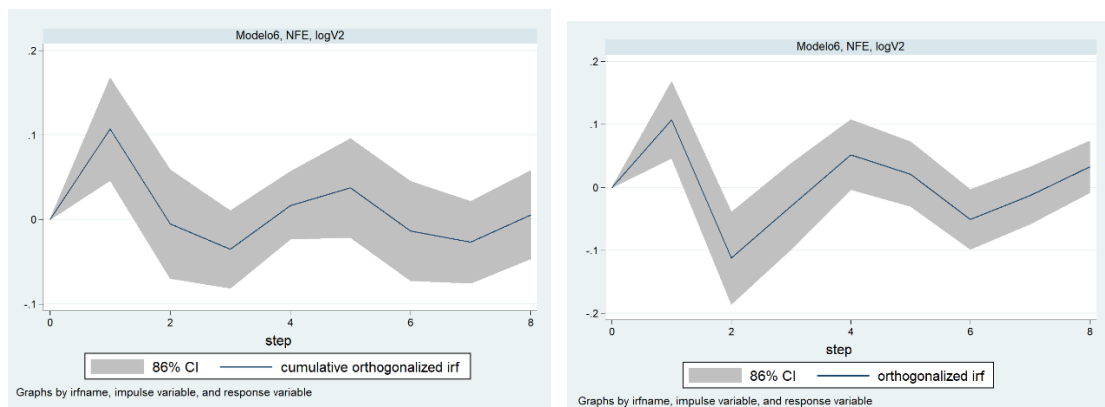 Modelo6, NFE, logV2
.2
.1
0
-.1
0 2 4 6 8
step
86% CI cumulative orthogonalized irf
Graphs by irfname, impulse variable, and response variable
Modelo6, NFE, logV2
.2
.1
0
-.1
-.2
0 2 4 6 8
step
86% CI orthogonalized irf
Graphs by irfname, impulse variable, and response variable